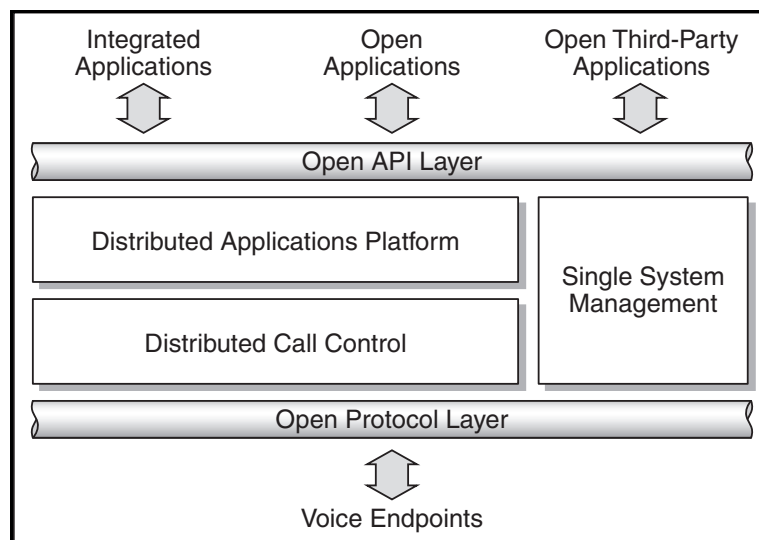 Integrated
Applications
Open
Applications
Open Third-Party
Applications
Open API Layer
Distributed Applications Platform
Single System
Management
Distributed Call Control
Open Protocol Layer
Voice Endpoints